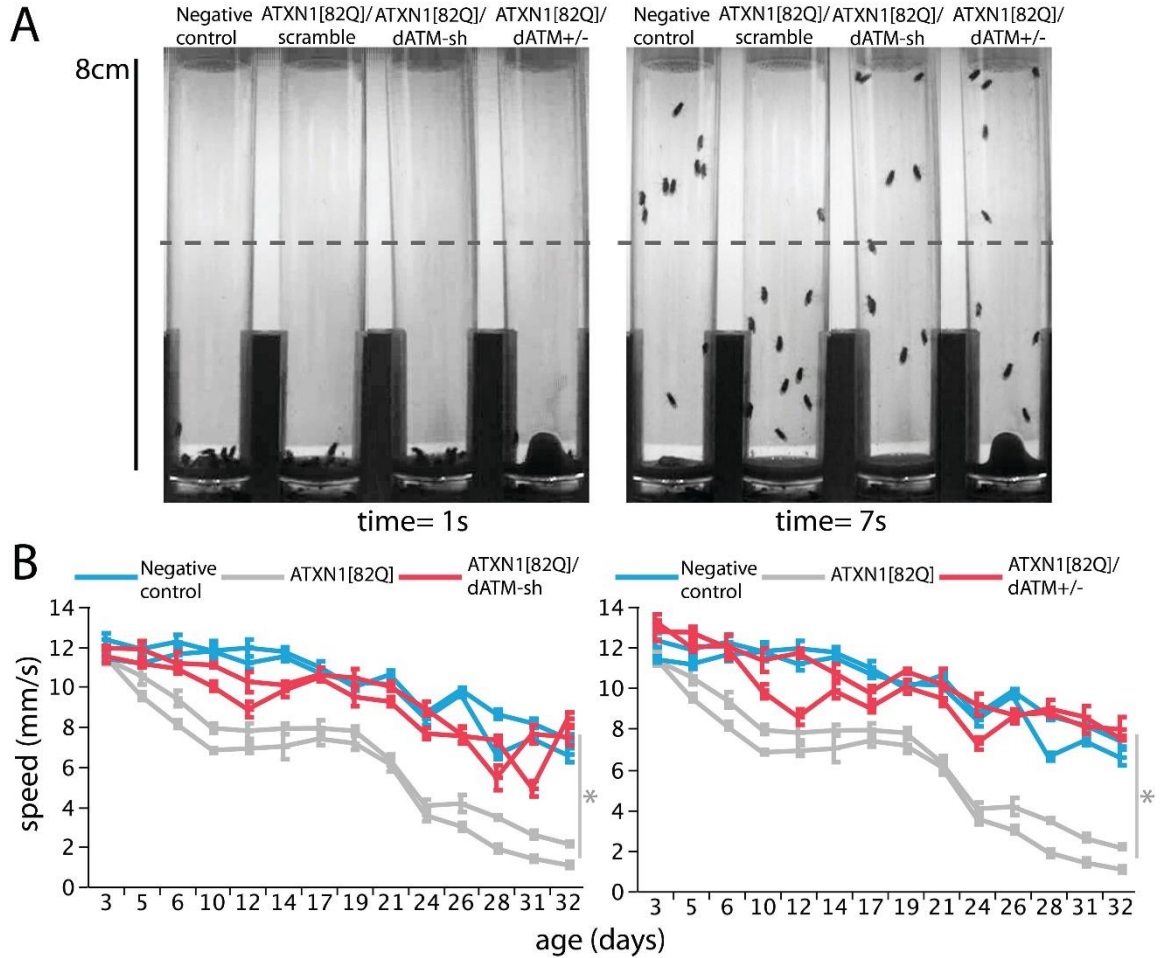 A
Negative
control
ATXN1[82Q]/
scramble
ATXN1[82Q]/
dATM-sh
ATXN1[82Q]/
dATM+/-
Negative
control
ATXN1[82Q]/
scramble
ATXN1[82Q]/
dATM-sh
ATXN1[82Q]/
dATM+/-
8cm
time= 1s
time= 7s
B
Negative
control
ATXN1[82Q]
ATXN1[82Q]/
dATM-sh
Negative
control
ATXN1[82Q]
ATXN1[82Q]/
dATM+/-
speed (mm/s)
14
12
10
8
6
4
2
0
*
3 5 6 10 12 14 17 19 21 24 26 28 31 32
14
12
10
8
6
4
2
0
*
3 5 6 10 12 14 17 19 21 24 26 28 31 32
age (days)